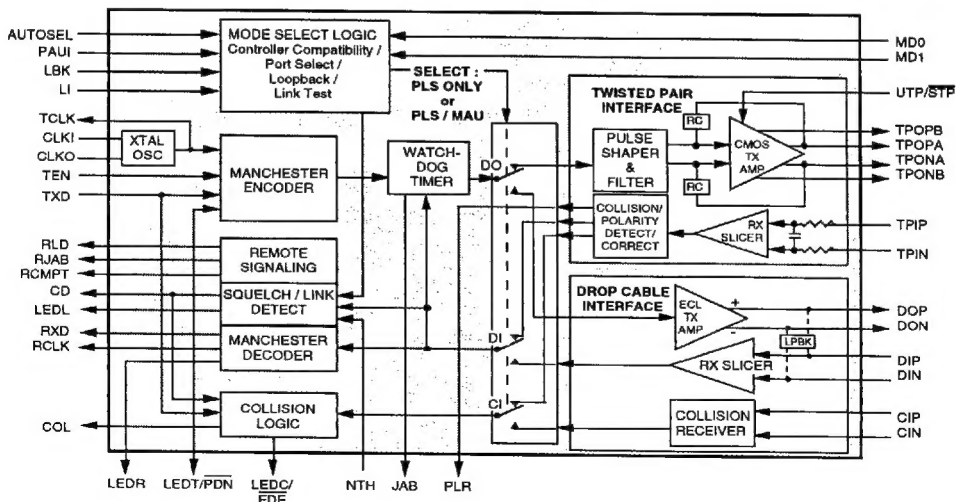 AUTOSEL
PAUI
LBK
LI
TCLK
CLKI
CLKO
TEN
TXD
RLD
RJAB
RCMPT
CD
LEDL
RXD
RCLK
COL
MODE SELECT LOGIC
Controller Compatibility /
Port Select /
Loopback /
Link Test
XTAL
OSC
MANCHESTER
ENCODER
WATCH-
DOG
TIMER
REMOTE
SIGNALING
SQUELCH / LINK
DETECT
MANCHESTER
DECODER
COLLISION
LOGIC
SELECT :
PLS ONLY
or
PLS / MAU
DO
DI
CI
TWISTED PAIR
INTERFACE
PULSE
SHAPER
&
FILTER
RC
RC
CMOS
TX
AMP
COLLISION/
POLARITY
DETECT/
CORRECT
RX
SLICER
DROP CABLE
INTERFACE
ECL
TX
AMP
+
-
LPBK
RX SLICER
COLLISION
RECEIVER
MD0
MD1
UTP/STP
TPOPB
TPOPA
TPONA
TPONB
TPIP
TPIN
DOP
DON
DIP
DIN
CIP
CIN
LEDR
LEDT/PDN
LEDC/
FDE
NTH
JAB
PLR